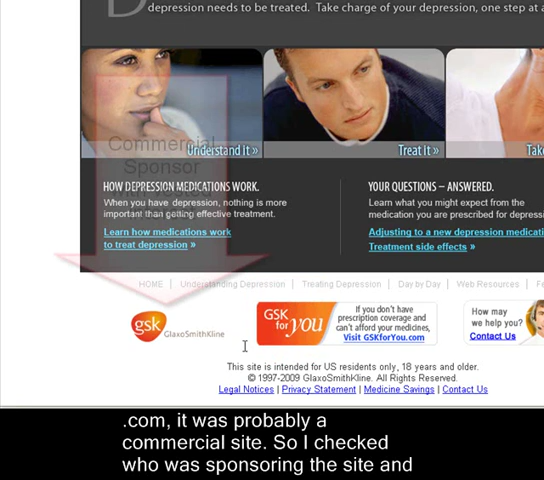 depression needs to be treated. Take charge of your depression, one step at a
Commercial
Sponsor
Understand it »
Treat it »
HOW DEPRESSION MEDICATIONS WORK.
When you have depression, nothing is more
important than getting effective treatment.
Learn how medications work
to treat depression »
YOUR QUESTIONS – ANSWERED.
Learn what you might expect from the
medication you are prescribed for
Adjusting to a new depression
Treatment side effects »
HOME | Understanding Depression | Treating Depression | Day by Day | Web Resources |
gsk GlaxoSmithKline
GSK
for you
If you don't have
prescription coverage and
can't afford your medicines,
Visit GSKforYou.com
How may
we help you?
Contact Us
This site is intended for US residents only, 18 years and older.
© 1997-2009 GlaxoSmithKline. All Rights Reserved.
Legal Notices | Privacy Statement | Medicine Savings | Contact Us
.com, it was probably a
commercial site. So I checked
who was sponsoring the site and